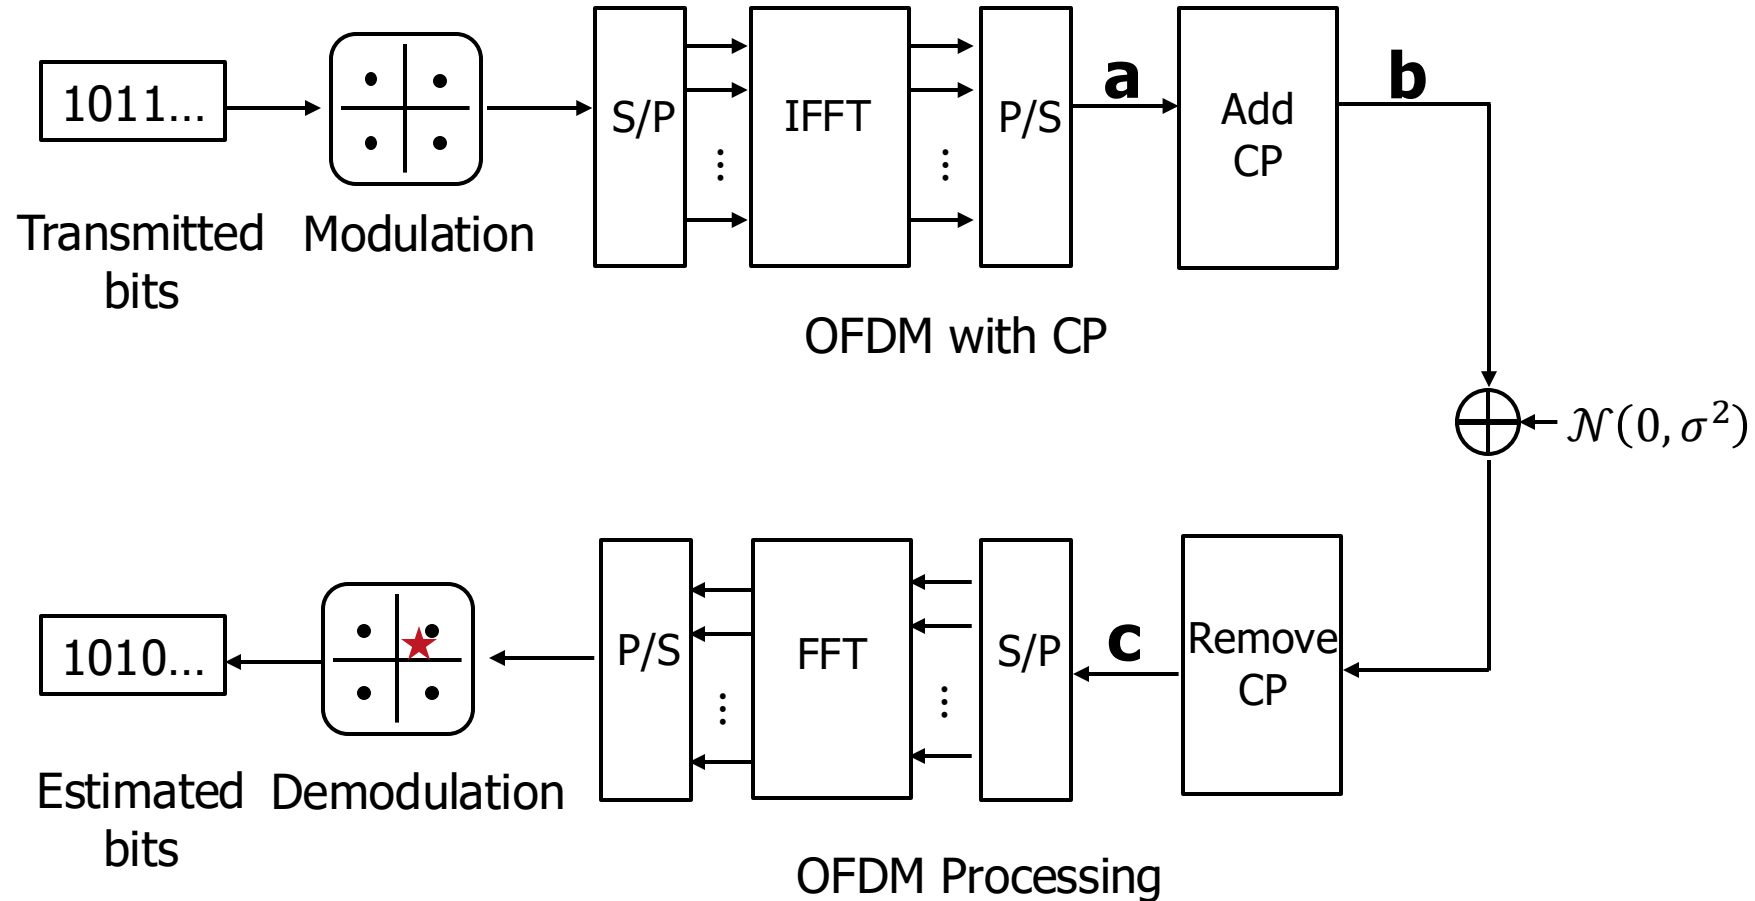 1011...
Transmitted
bits
Modulation
S/P
⋮
IFFT
⋮
P/S
a
Add
CP
b
OFDM with CP
𝒩(0, σ²)
1010...
Estimated
bits
Demodulation
P/S
⋮
FFT
⋮
S/P
c
Remove
CP
OFDM Processing